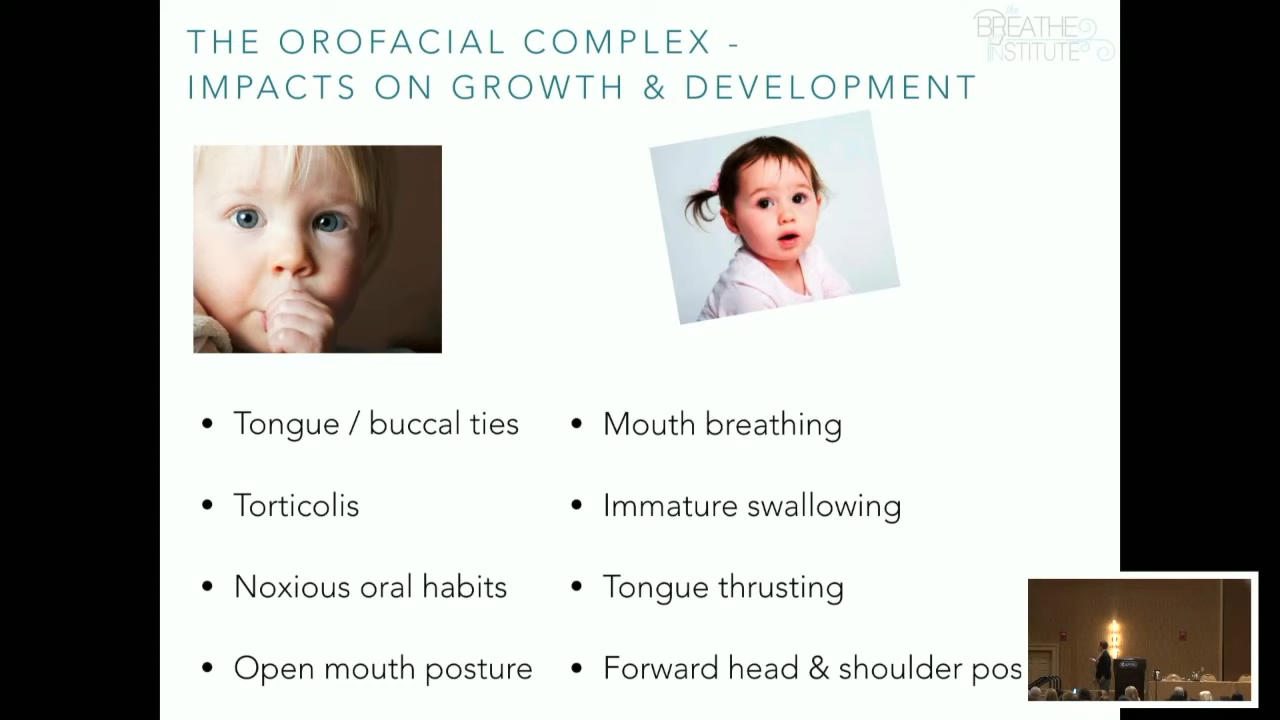 THE OROFACIAL COMPLEX -
IMPACTS ON GROWTH & DEVELOPMENT
the
BREATHE
INSTITUTE
• Tongue / buccal ties
• Torticolis
• Noxious oral habits
• Open mouth posture
• Mouth breathing
• Immature swallowing
• Tongue thrusting
• Forward head & shoulder pos